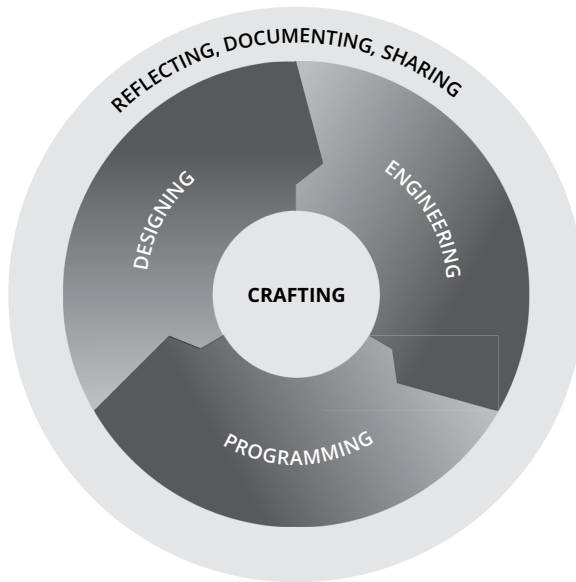 REFLECTING, DOCUMENTING, SHARING
DESIGNING
ENGINEERING
CRAFTING
PROGRAMMING